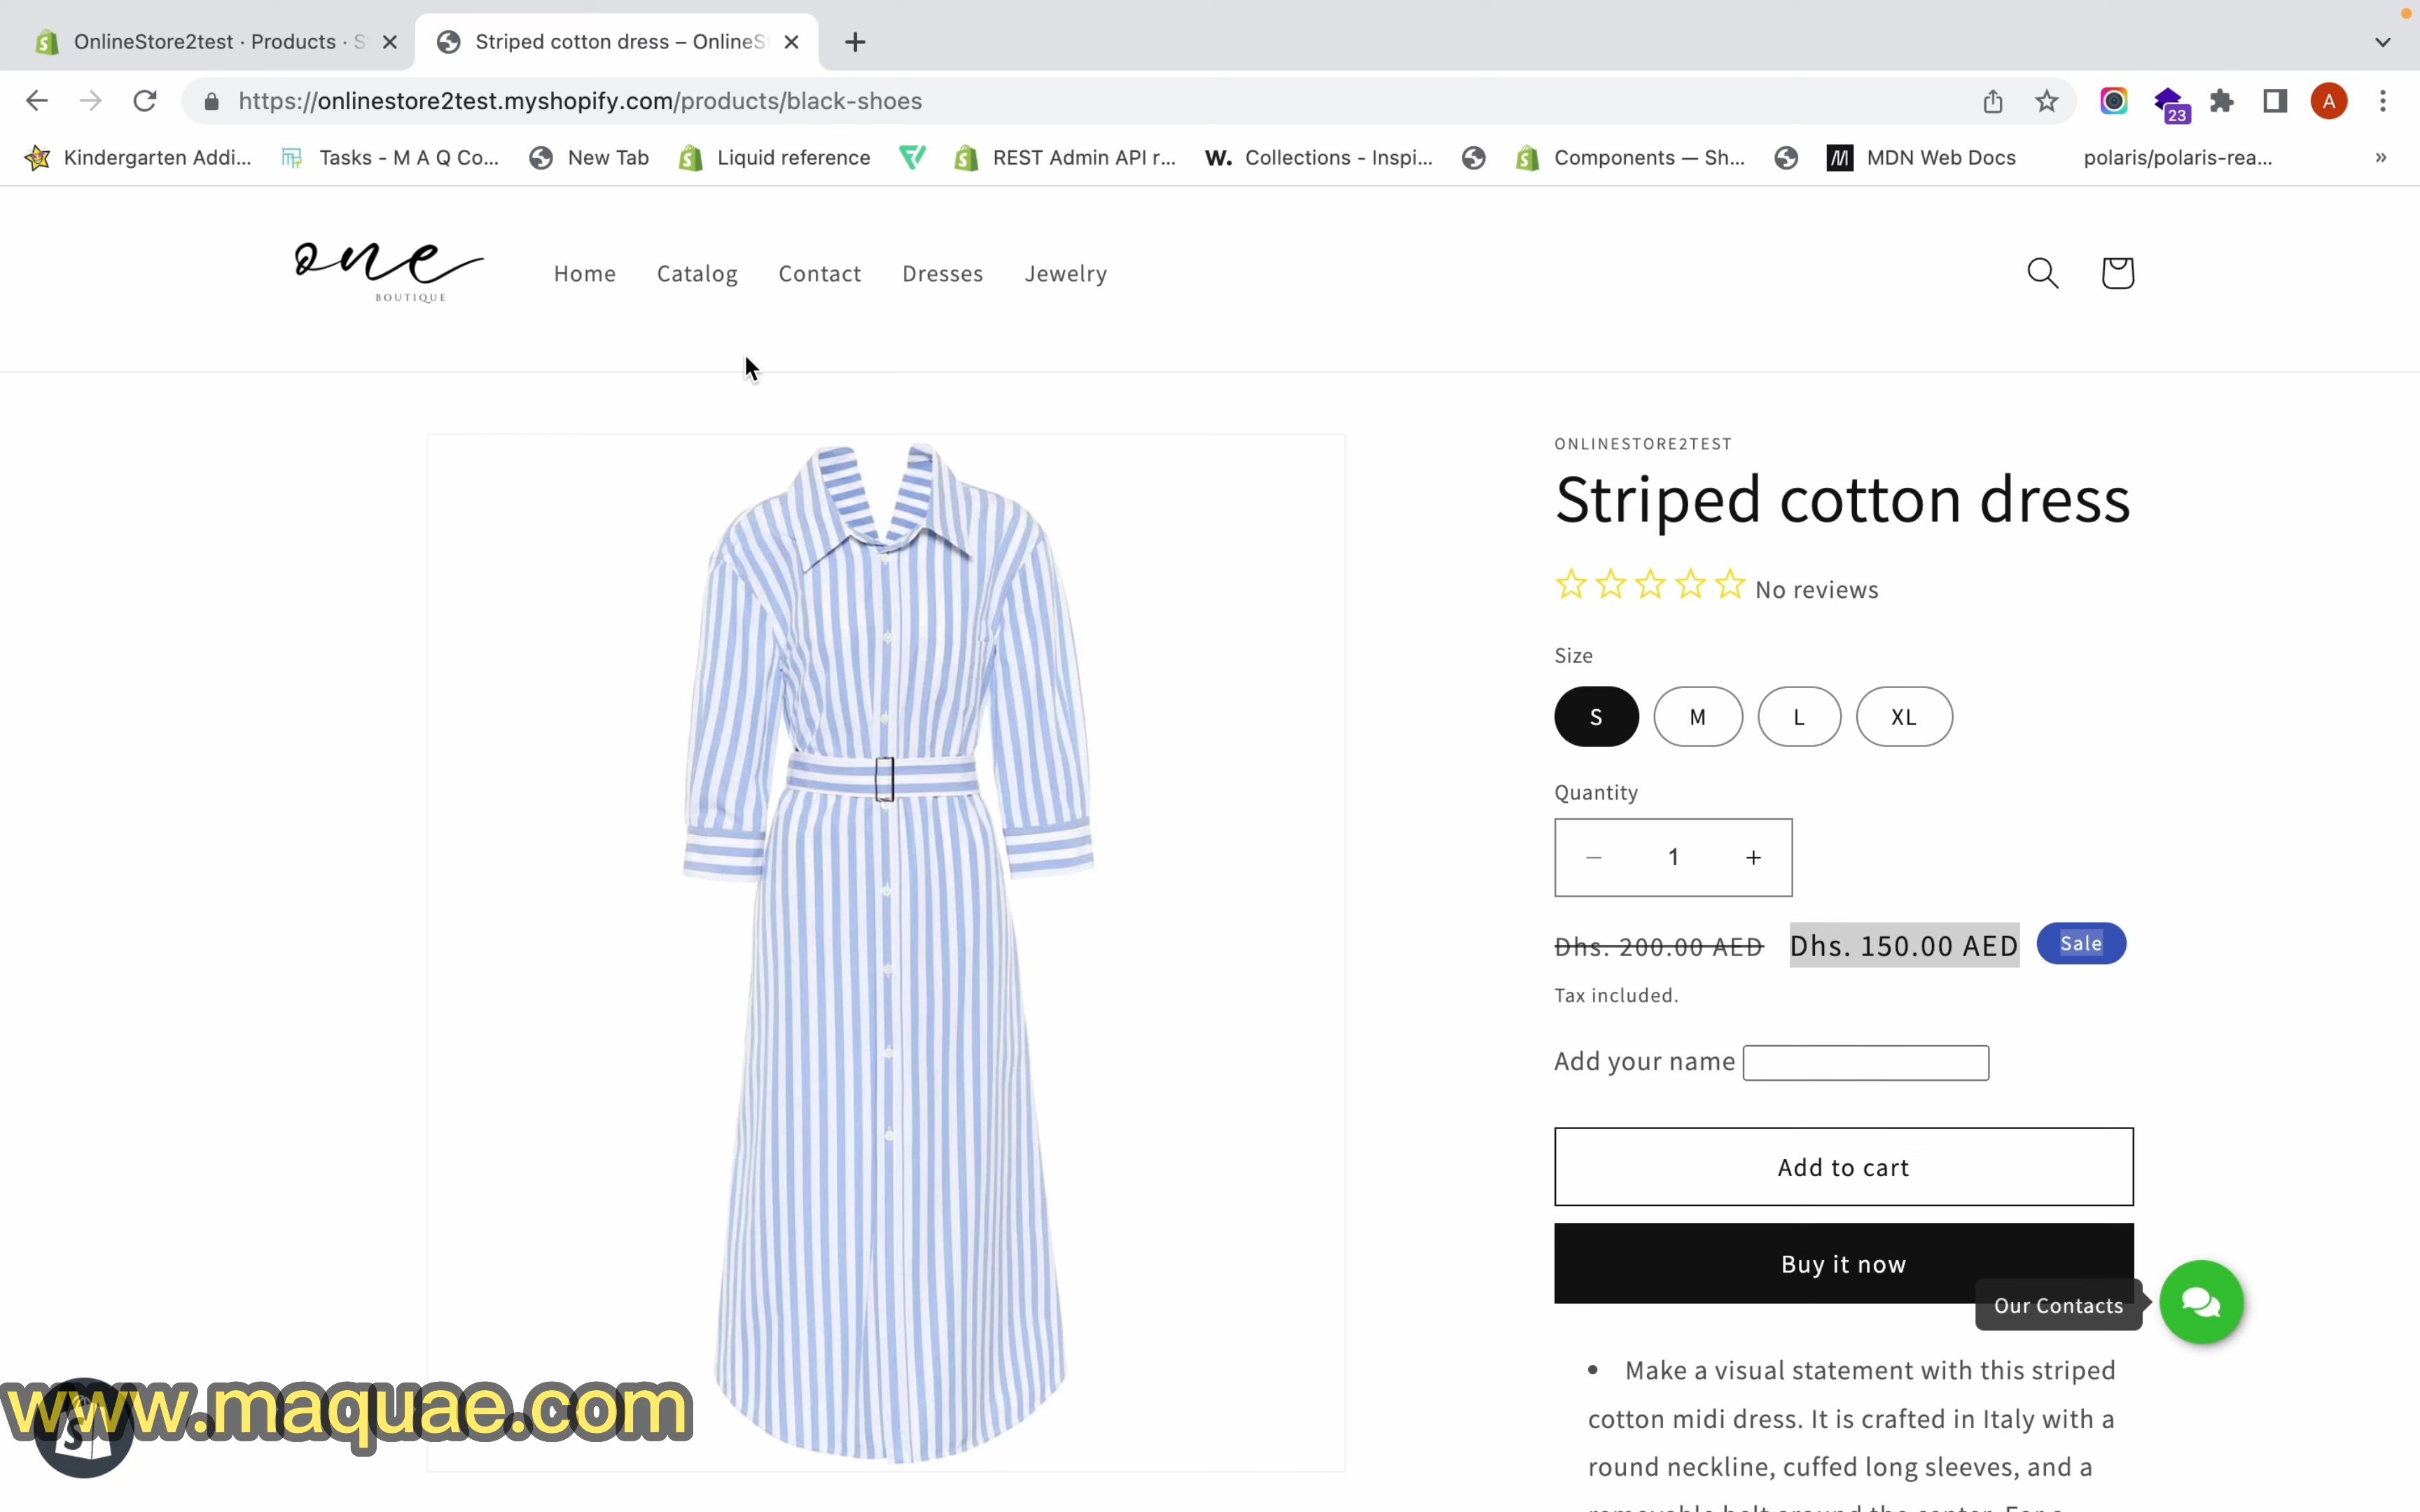 OnlineStore2test · Products · S
Striped cotton dress – OnlineS
https://onlinestore2test.myshopify.com/products/black-shoes
23
A
Kindergarten Addi...
Tasks - M A Q Co...
New Tab
Liquid reference
REST Admin API r...
W. Collections - Inspi...
Components — Sh...
MDN Web Docs
polaris/polaris-rea...
»
one
BOUTIQUE
Home
Catalog
Contact
Dresses
Jewelry
ONLINESTORE2TEST
Striped cotton dress
No reviews
Size
S
M
L
XL
Quantity
− 1 +
Dhs. 200.00 AED Dhs. 150.00 AED Sale
Tax included.
Add your name
Add to cart
Buy it now
Our Contacts
• Make a visual statement with this striped
cotton midi dress. It is crafted in Italy with a
round neckline, cuffed long sleeves, and a
www.maquae.com